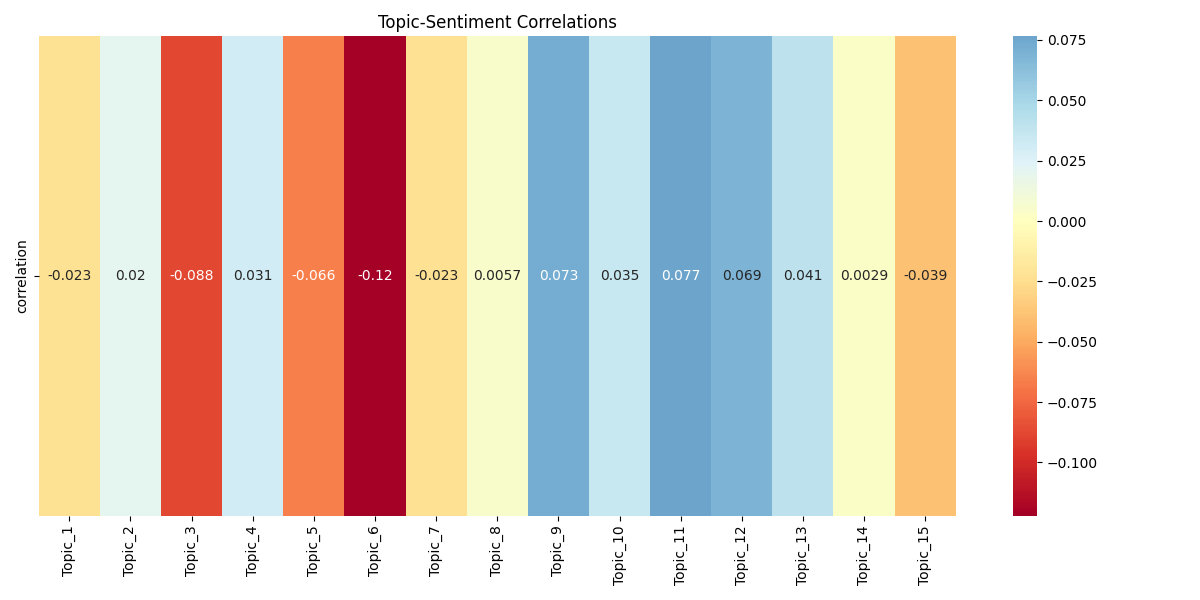 Topic-Sentiment Correlations
correlation
-0.023 0.02 -0.088 0.031 -0.066 -0.12 -0.023 0.0057 0.073 0.035 0.077 0.069 0.041 0.0029 -0.039
Topic_1 Topic_2 Topic_3 Topic_4 Topic_5 Topic_6 Topic_7 Topic_8 Topic_9 Topic_10 Topic_11 Topic_12 Topic_13 Topic_14 Topic_15
0.075
0.050
0.025
0.000
−0.025
−0.050
−0.075
−0.100